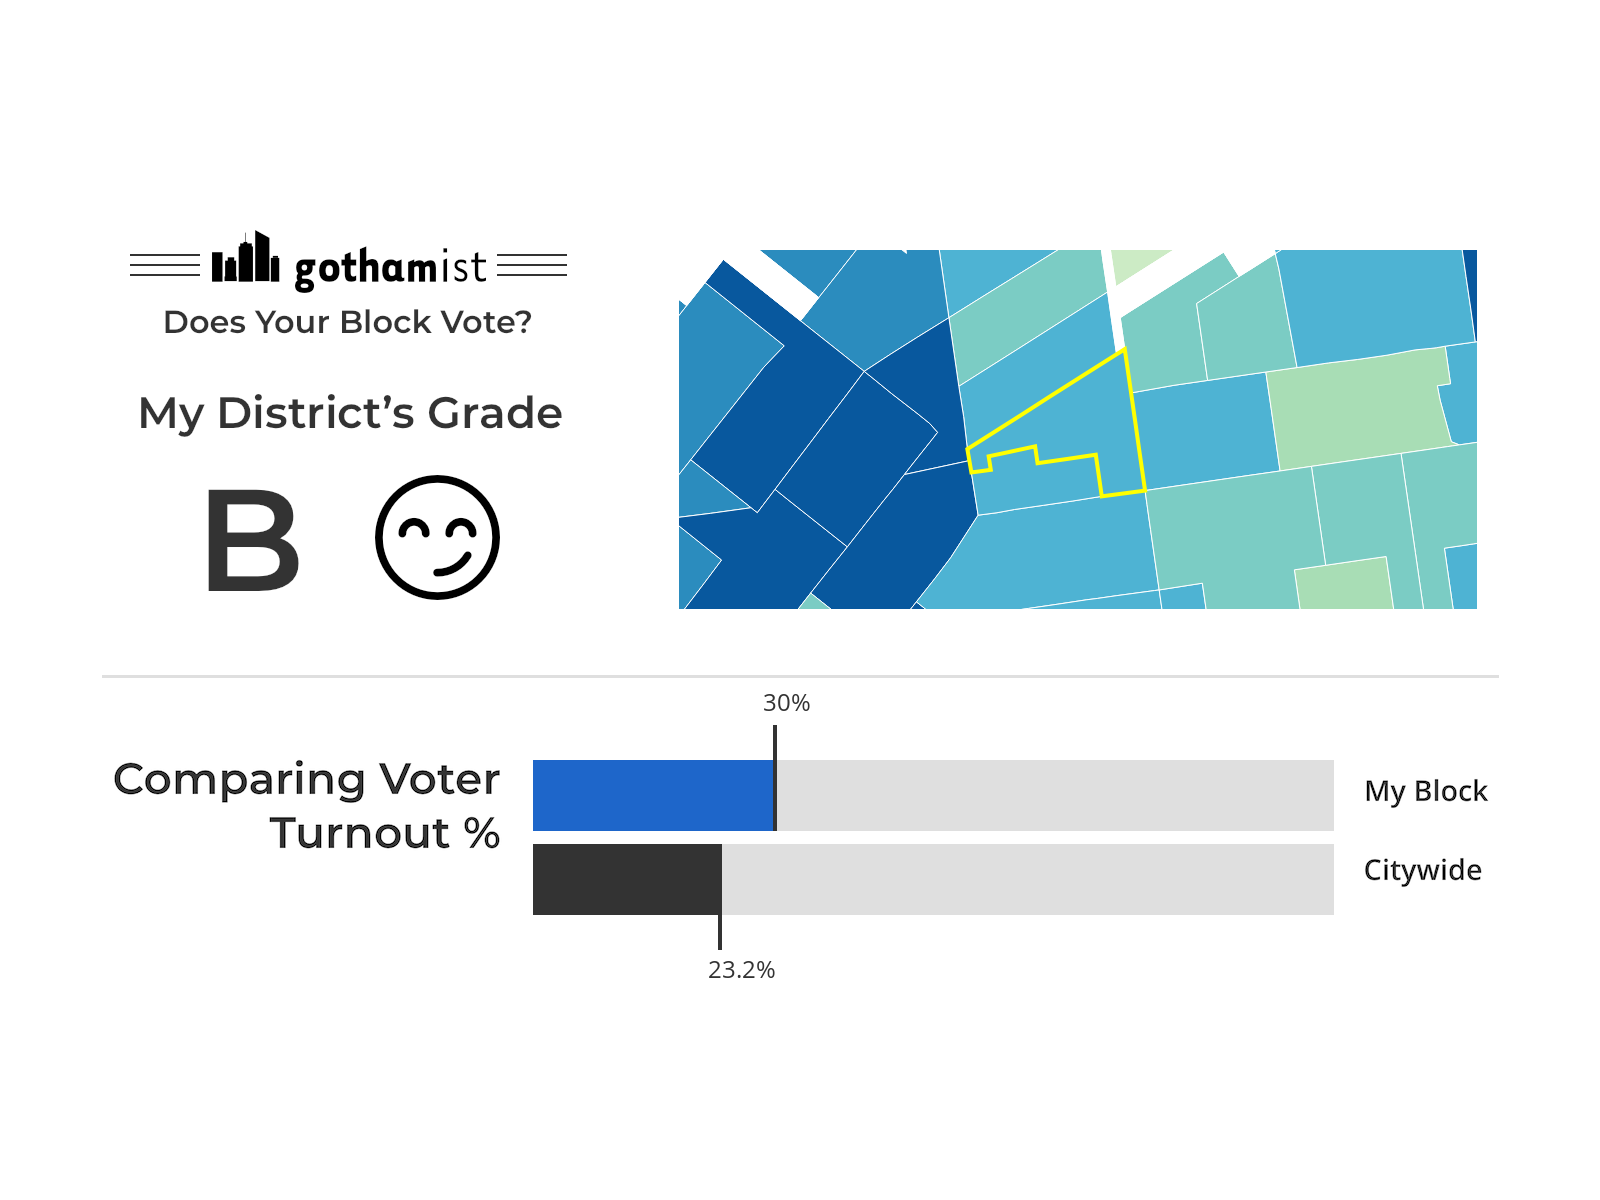 gothamist
Does Your Block Vote?
My District’s Grade
B
30%
Comparing Voter
Turnout %
My Block
Citywide
23.2%